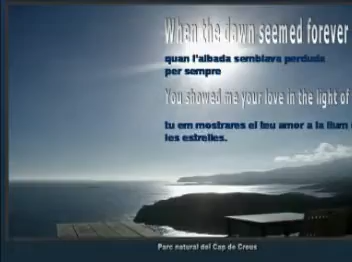 When the dawn seemed forever
quan l'albada semblava perduda
per sempre
You showed me your love in the light of
tu em mostrares el teu amor a la llum
les estrelles.
Parc natural del Cap de Creus